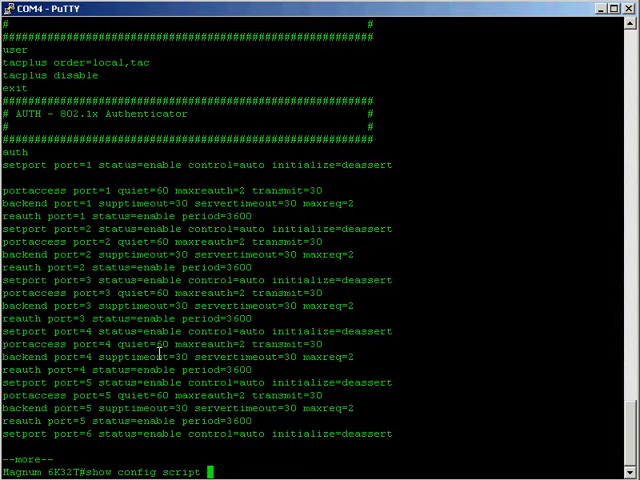 COM4 - PuTTY
# #
##########################################################
user
tacplus order=local,tac
tacplus disable
exit
##########################################################
# AUTH - 802.1x Authenticator #
# #
##########################################################
auth
setport port=1 status=enable control=auto initialize=deassert
portaccess port=1 quiet=60 maxreauth=2 transmit=30
backend port=1 supptimeout=30 servertimeout=30 maxreq=2
reauth port=1 status=enable period=3600
setport port=2 status=enable control=auto initialize=deassert
portaccess port=2 quiet=60 maxreauth=2 transmit=30
backend port=2 supptimeout=30 servertimeout=30 maxreq=2
reauth port=2 status=enable period=3600
setport port=3 status=enable control=auto initialize=deassert
portaccess port=3 quiet=60 maxreauth=2 transmit=30
backend port=3 supptimeout=30 servertimeout=30 maxreq=2
reauth port=3 status=enable period=3600
setport port=4 status=enable control=auto initialize=deassert
portaccess port=4 quiet=60 maxreauth=2 transmit=30
backend port=4 supptimeout=30 servertimeout=30 maxreq=2
reauth port=4 status=enable period=3600
setport port=5 status=enable control=auto initialize=deassert
portaccess port=5 quiet=60 maxreauth=2 transmit=30
backend port=5 supptimeout=30 servertimeout=30 maxreq=2
reauth port=5 status=enable period=3600
setport port=6 status=enable control=auto initialize=deassert
--more--
Magnum 6K32T#show config script